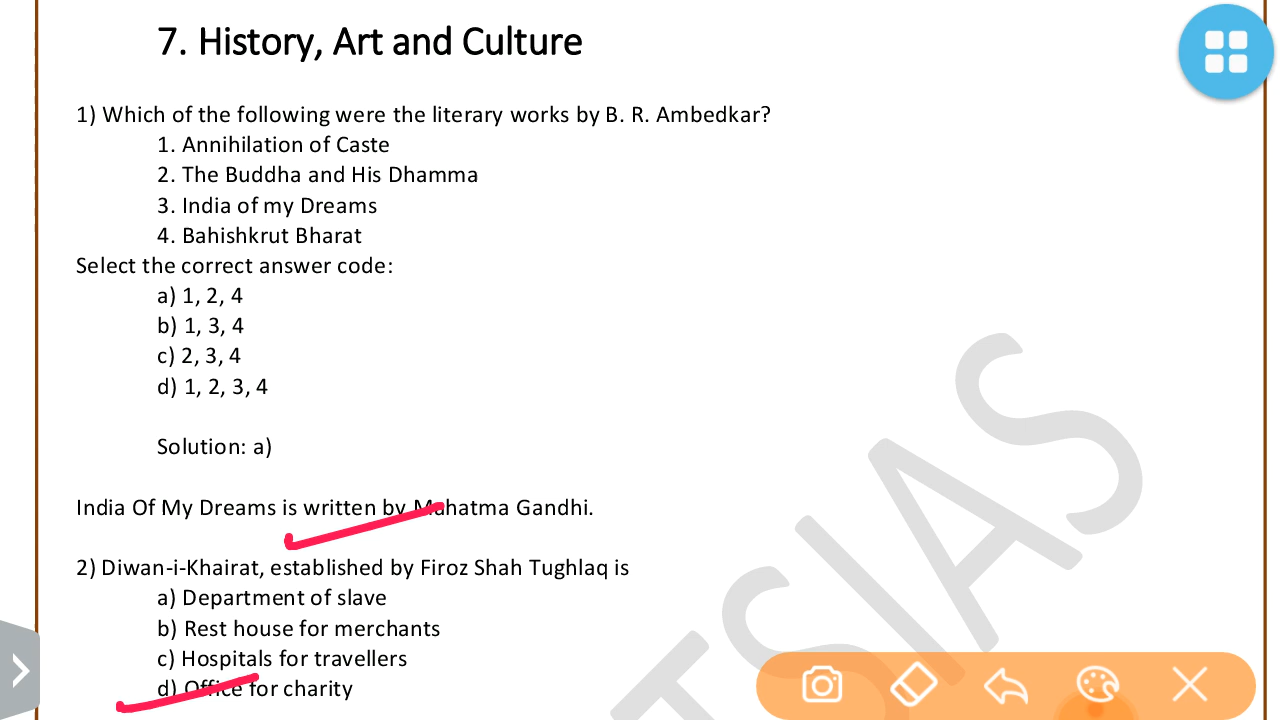 7. History, Art and Culture
1) Which of the following were the literary works by B. R. Ambedkar?
1. Annihilation of Caste
2. The Buddha and His Dhamma
3. India of my Dreams
4. Bahishkrut Bharat
Select the correct answer code:
a) 1, 2, 4
b) 1, 3, 4
c) 2, 3, 4
d) 1, 2, 3, 4
Solution: a)
India Of My Dreams is written by Mahatma Gandhi.
2) Diwan-i-Khairat, established by Firoz Shah Tughlaq is
a) Department of slave
b) Rest house for merchants
c) Hospitals for travellers
d) Office for charity
TSIAS